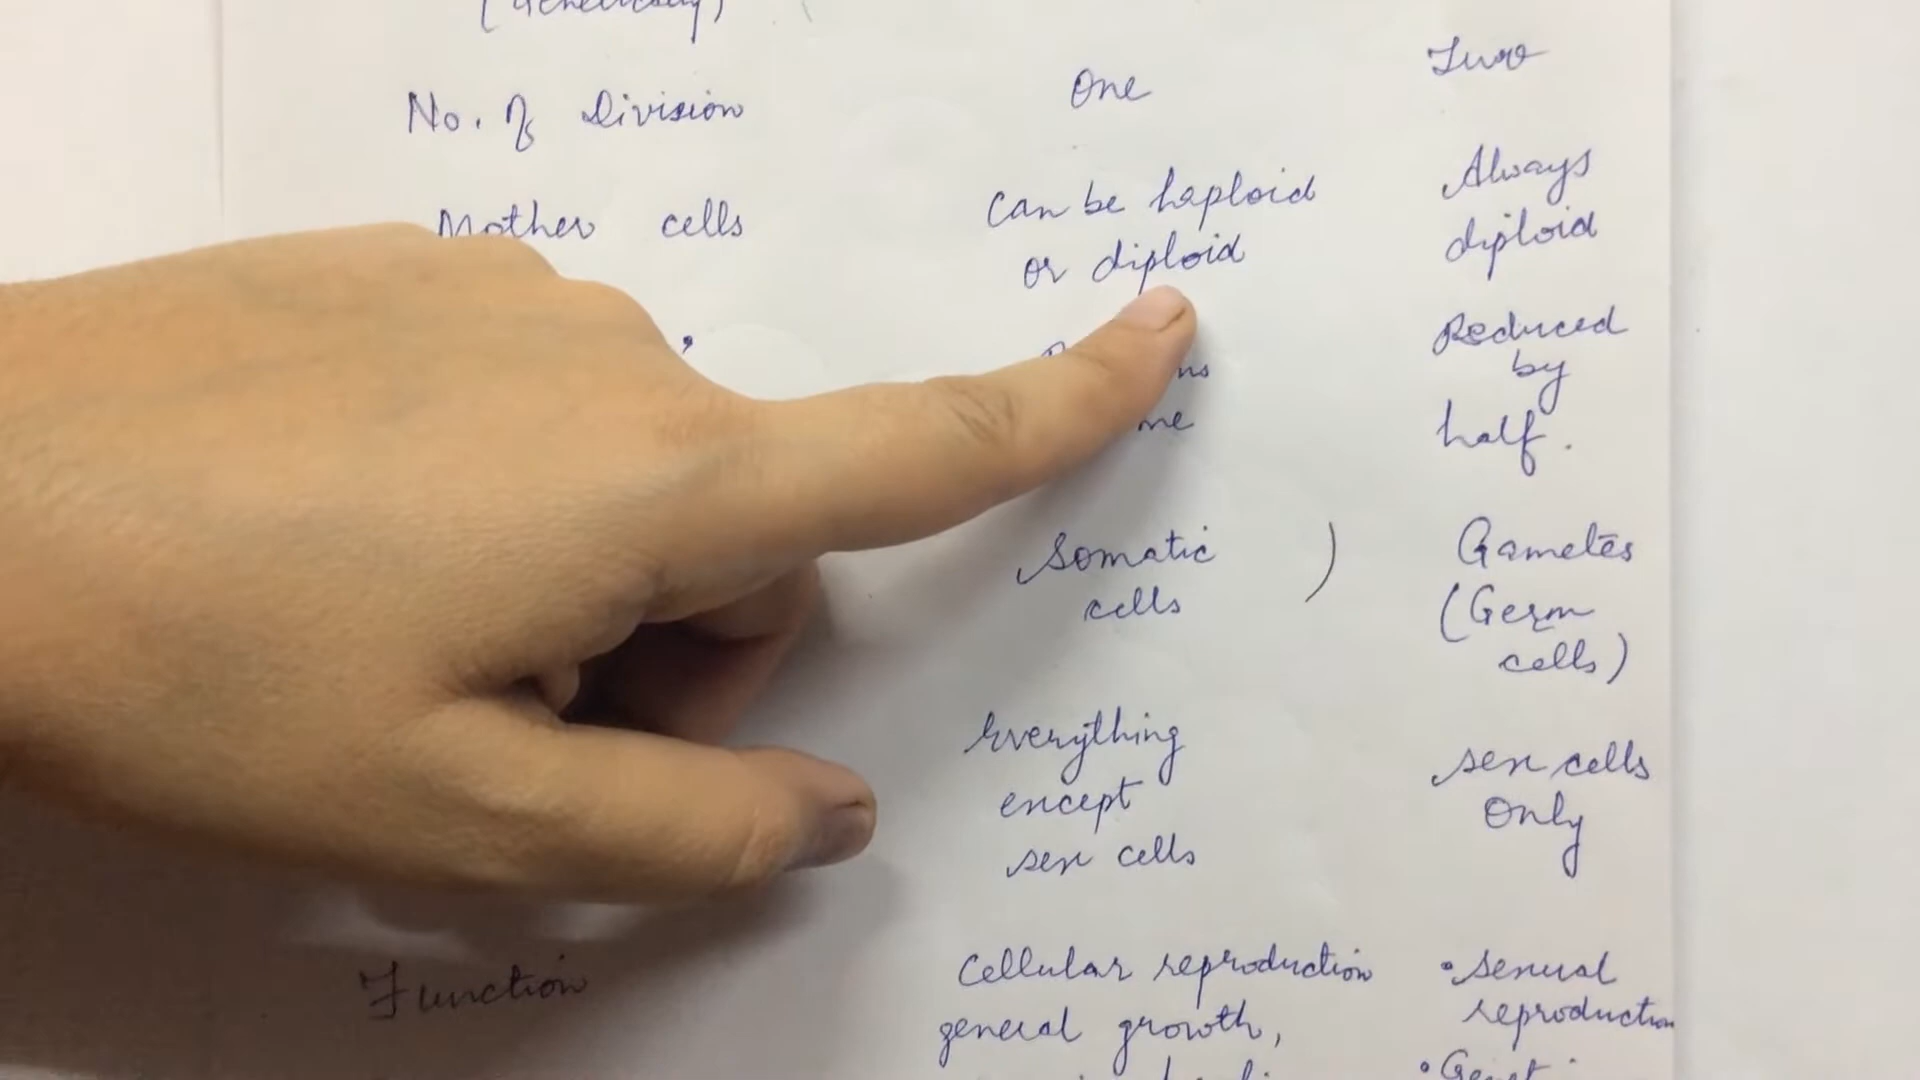 No. of Division One Two
Mother cells Can be haploid Always
or diploid diploid
Reduced
by
half.
Somatic ) Gametes
cells (Germ
cells)
Everything sex cells
except Only
sex cells
Function Cellular reproduction • Sexual
general growth, reproduction